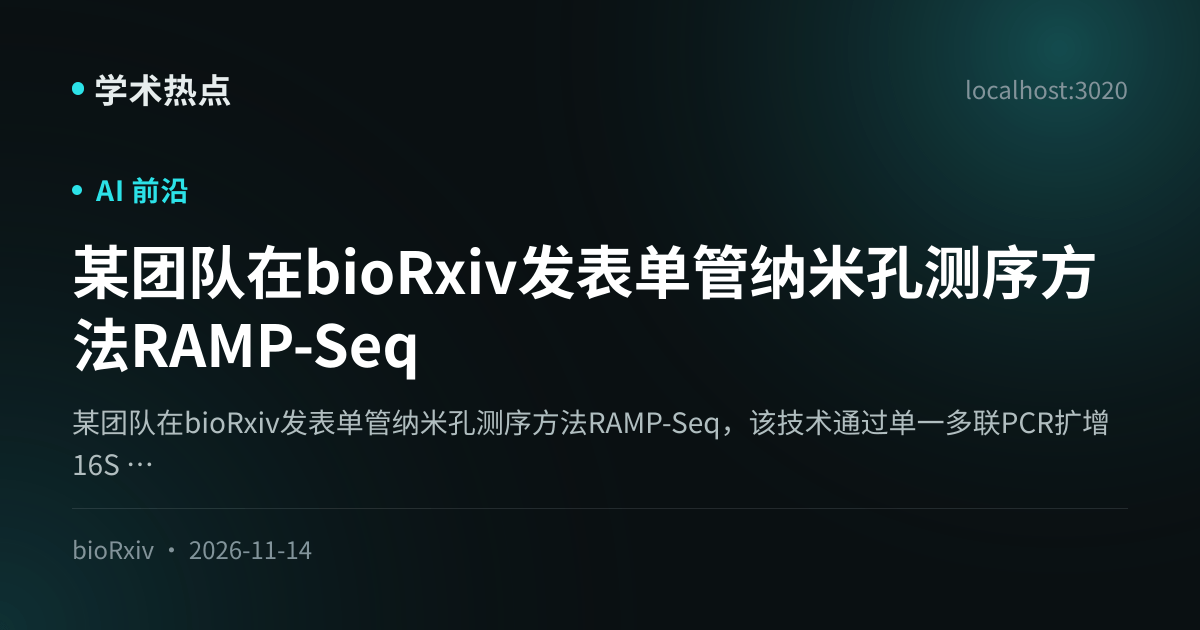 学术热点
localhost:3020
AI 前沿
某团队在bioRxiv发表单管纳米孔测序方
法RAMP-Seq
某团队在bioRxiv发表单管纳米孔测序方法RAMP-Seq，该技术通过单一多联PCR扩增
16S …
bioRxiv · 2026-11-14